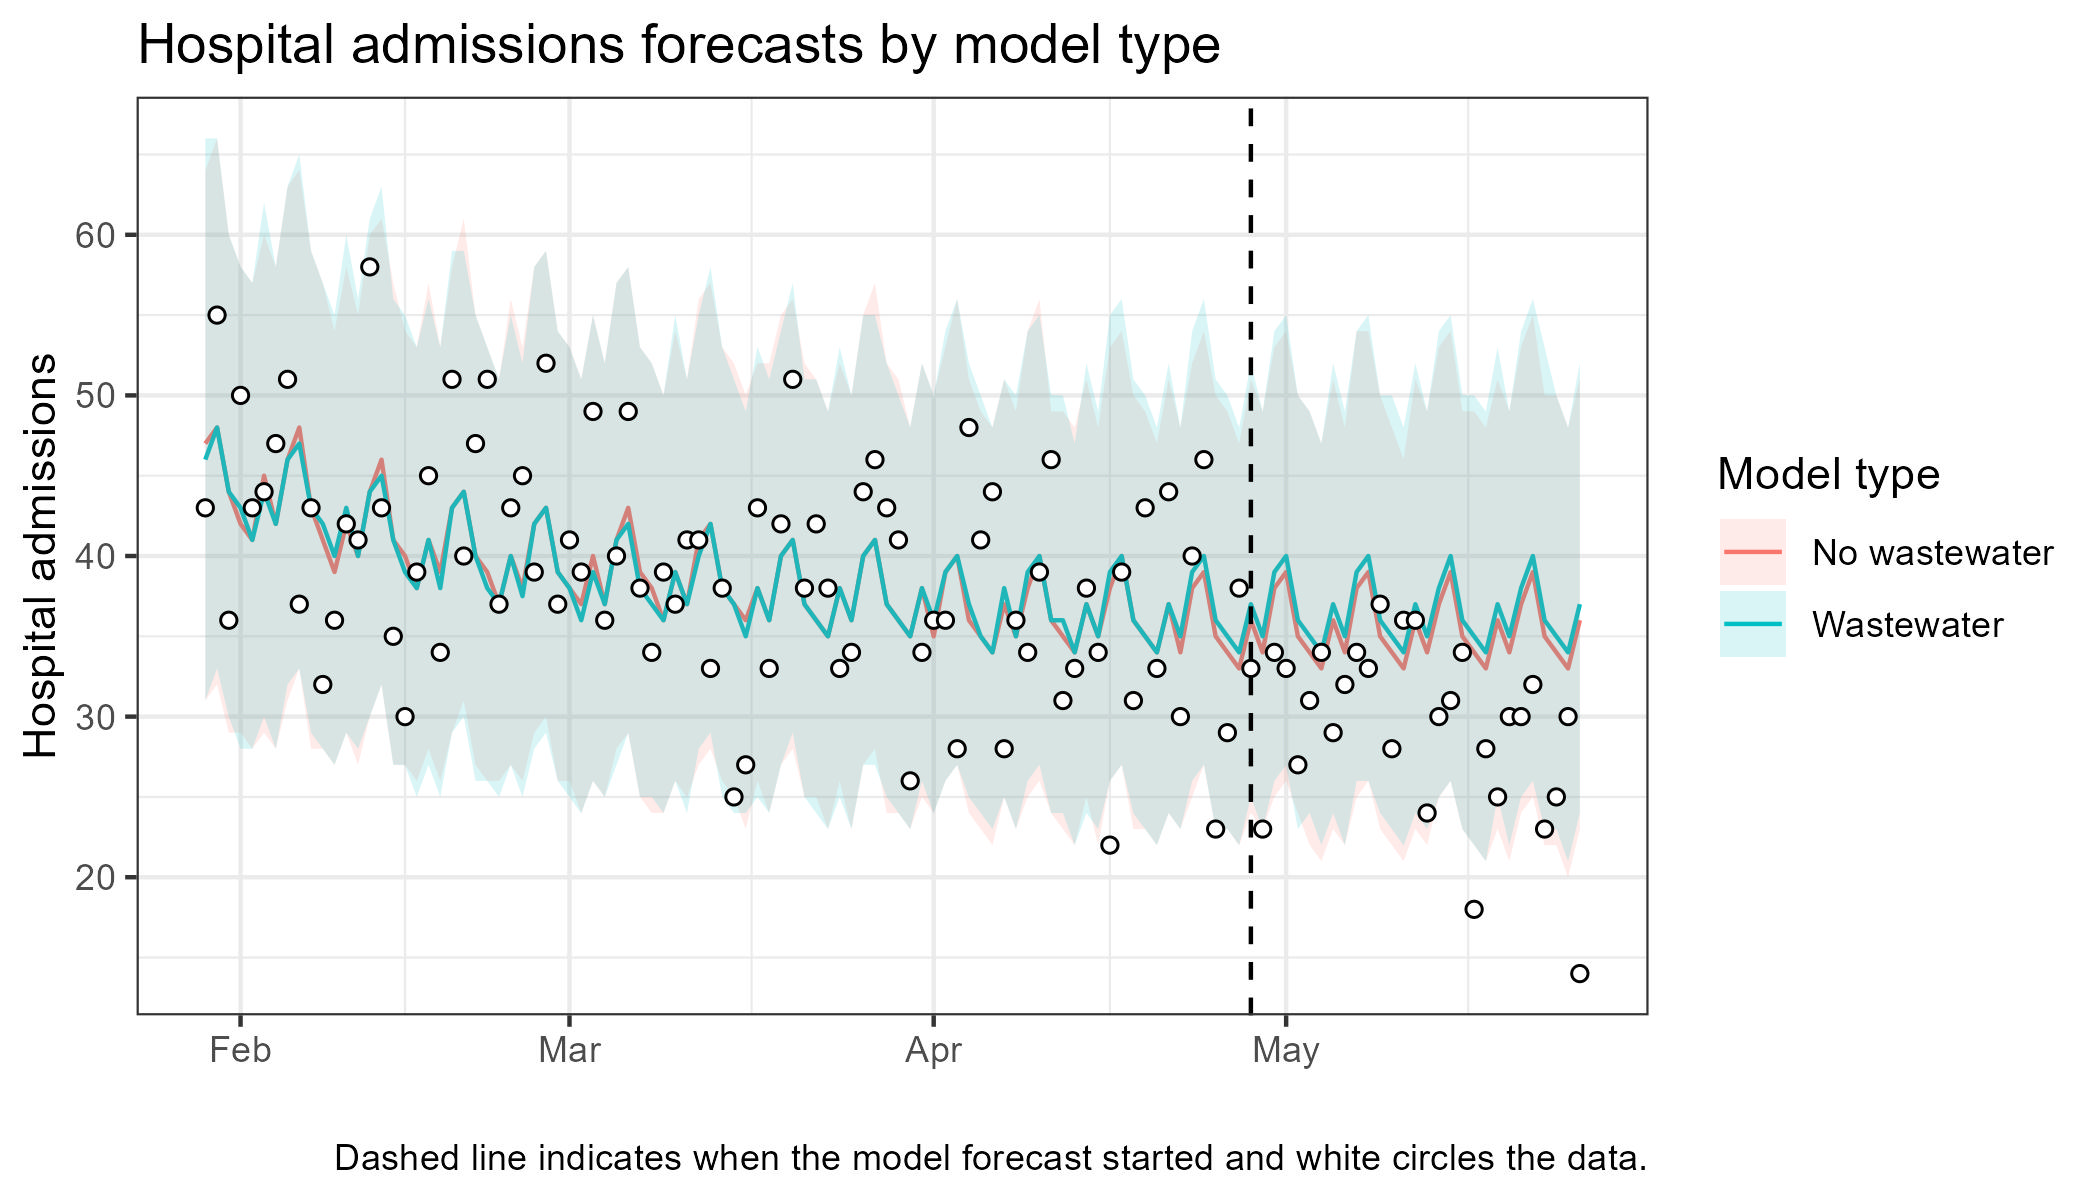 Hospital admissions forecasts by model type
Hospital admissions
60
50
40
30
20
Feb
Mar
Apr
May
Model type
No wastewater
Wastewater
Dashed line indicates when the model forecast started and white circles the data.